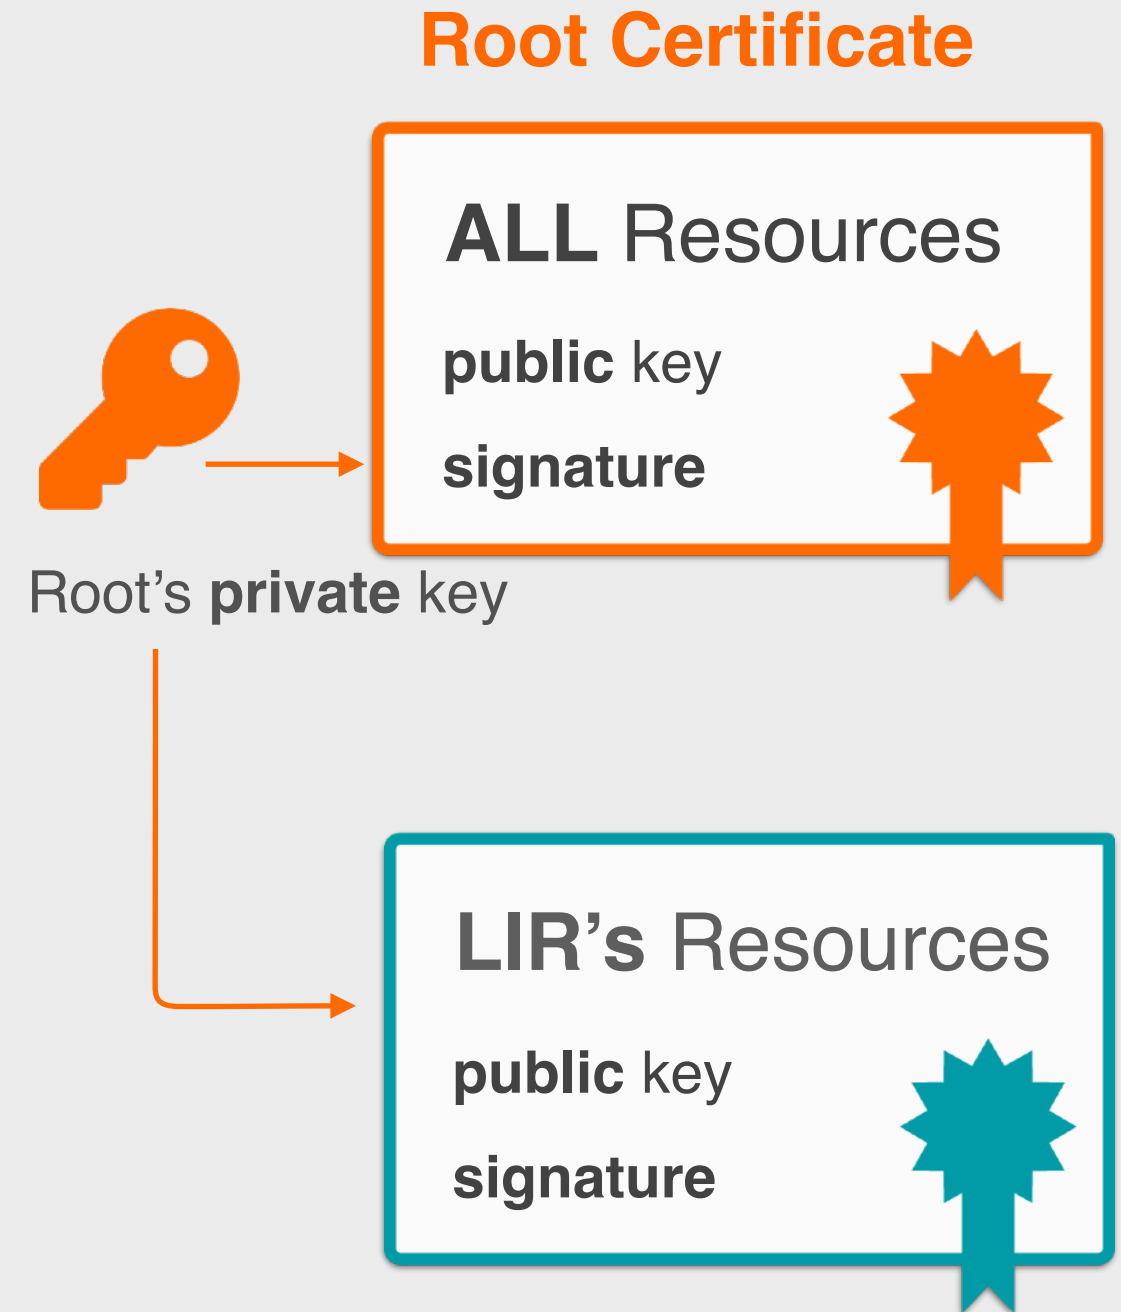 Root Certificate
ALL Resources
public key
signature
Root’s private key
LIR’s Resources
public key
signature